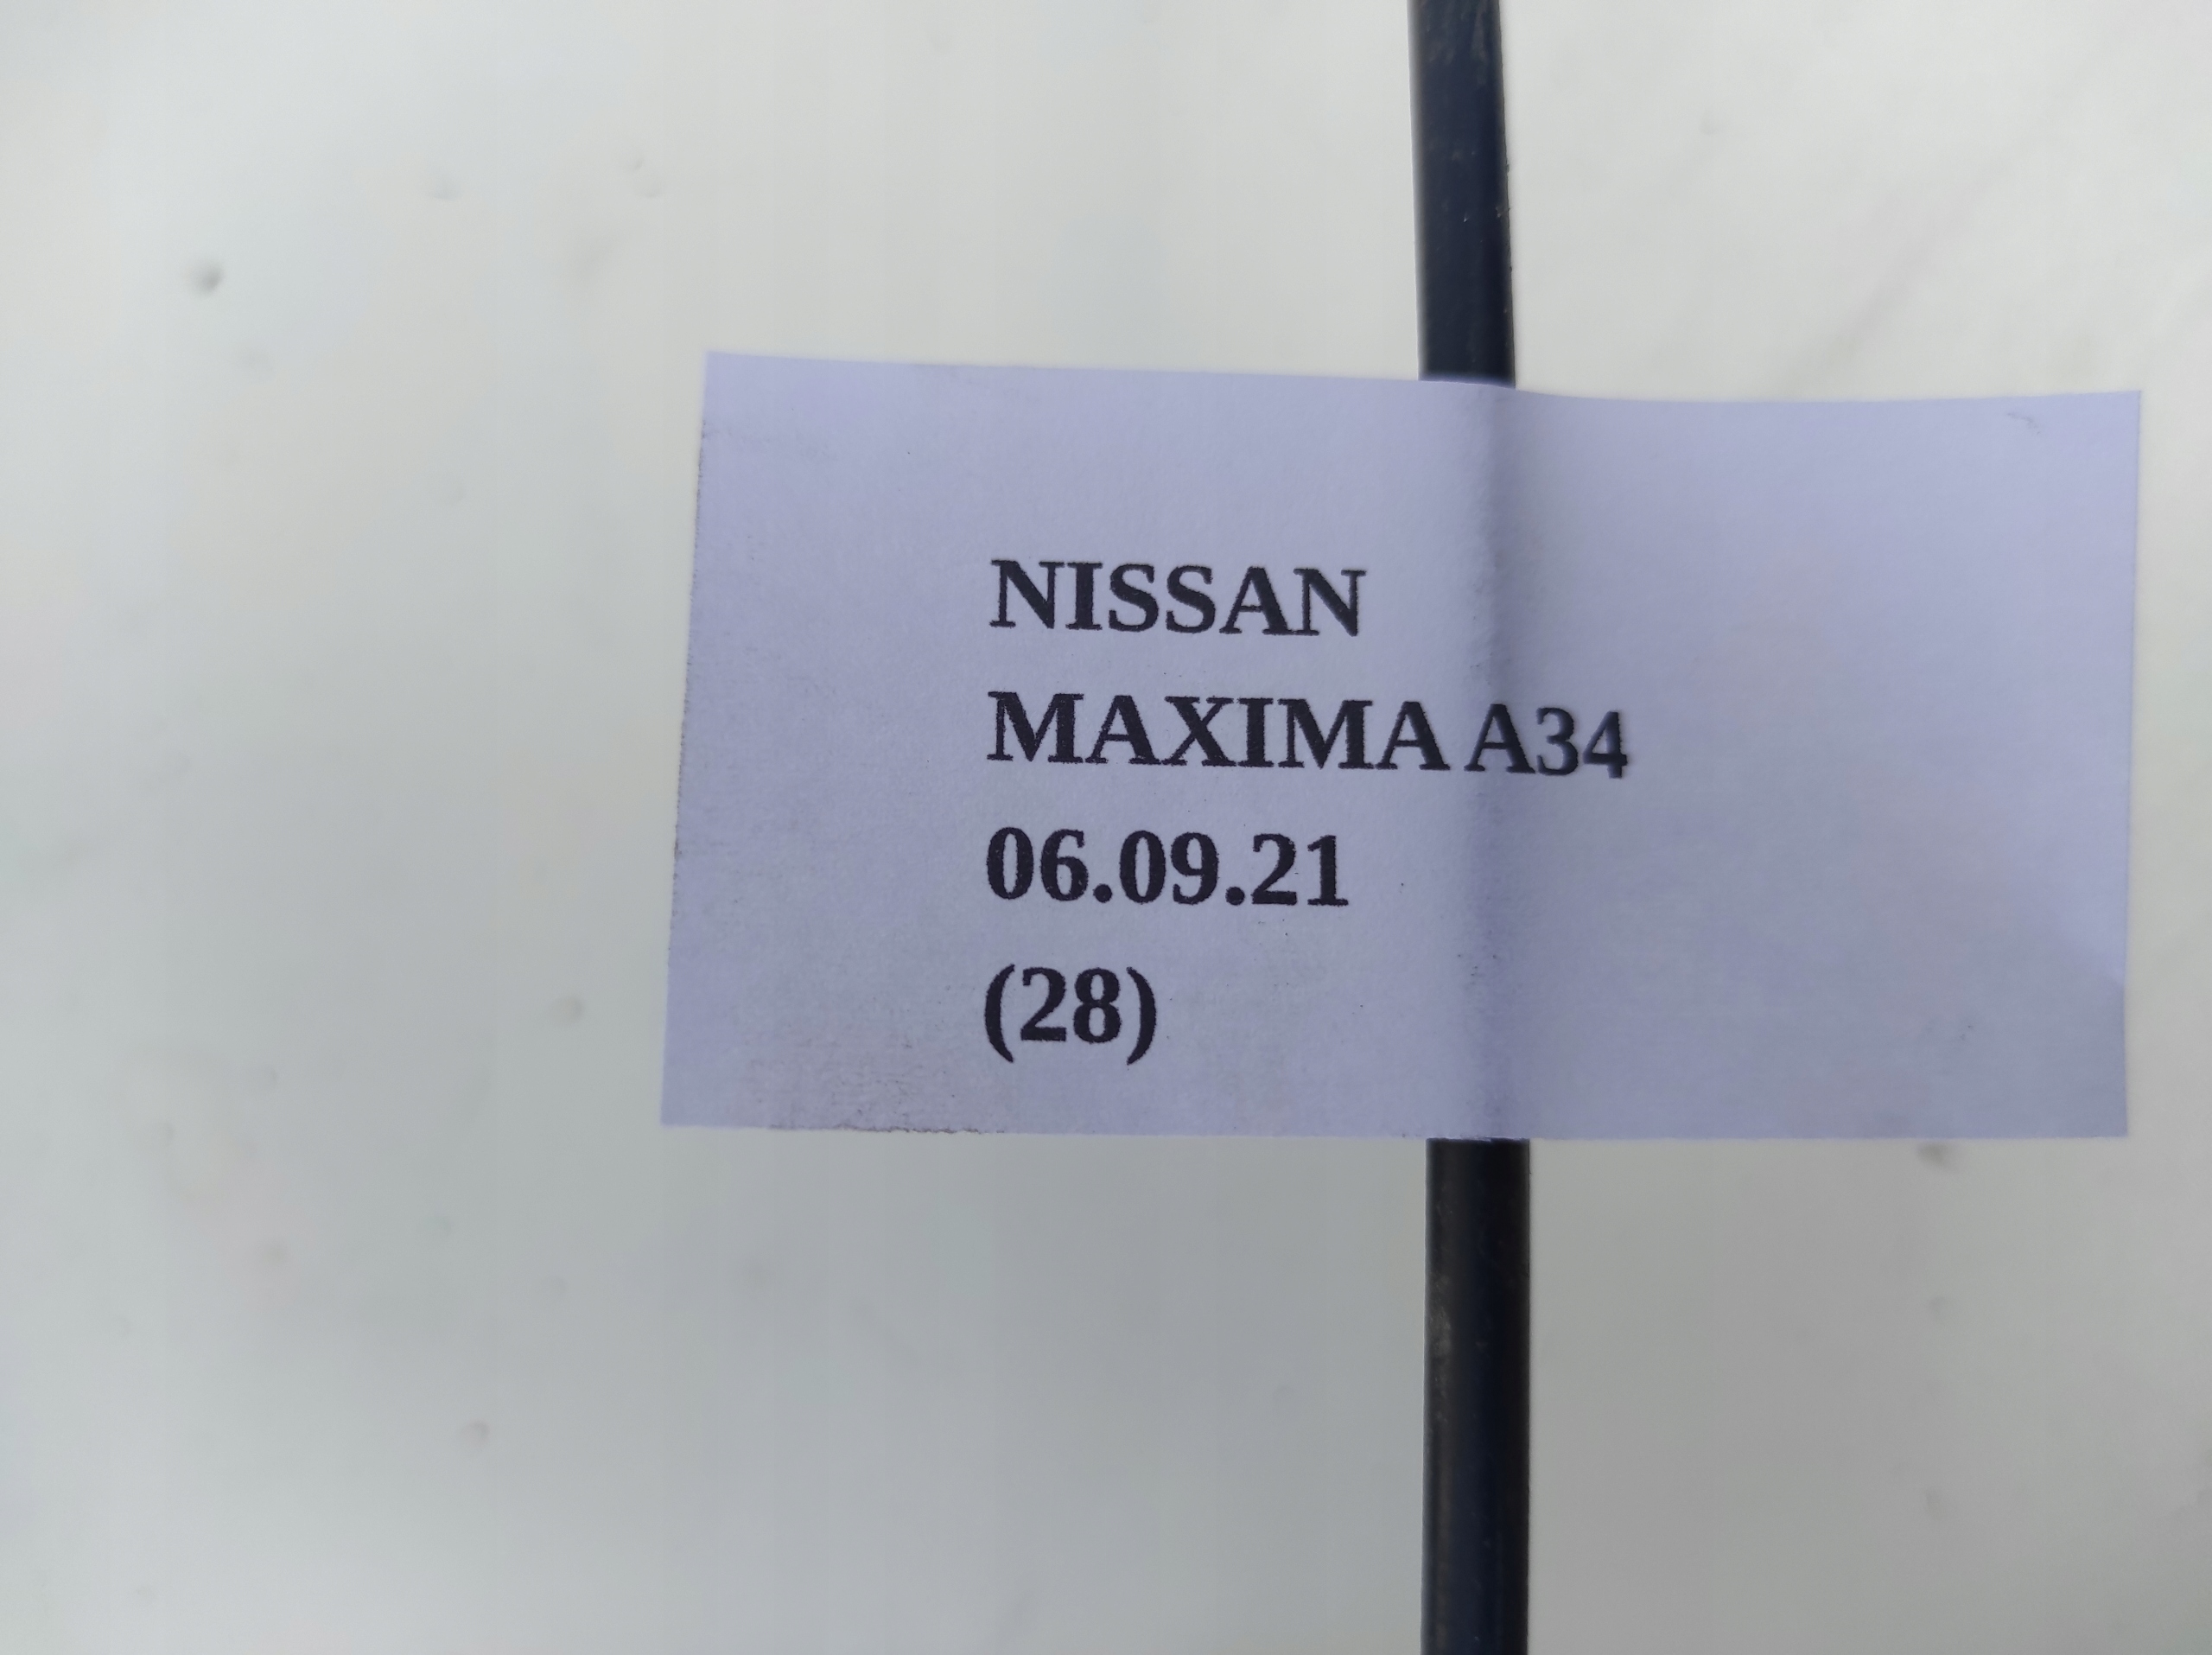 NISSAN
MAXIMA A34
06.09.21
(28)